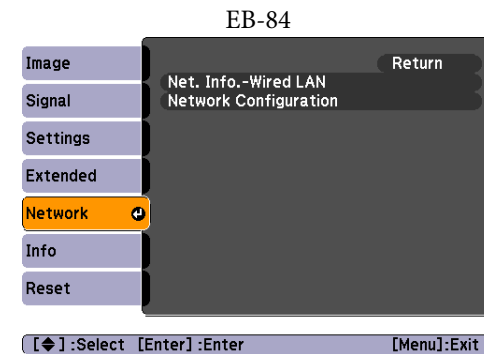 EB-84
Image
Signal
Settings
Extended
Network
Info
Reset
Return
Net. Info.-Wired LAN
Network Configuration
[ ] :Select [Enter] :Enter [Menu]:Exit